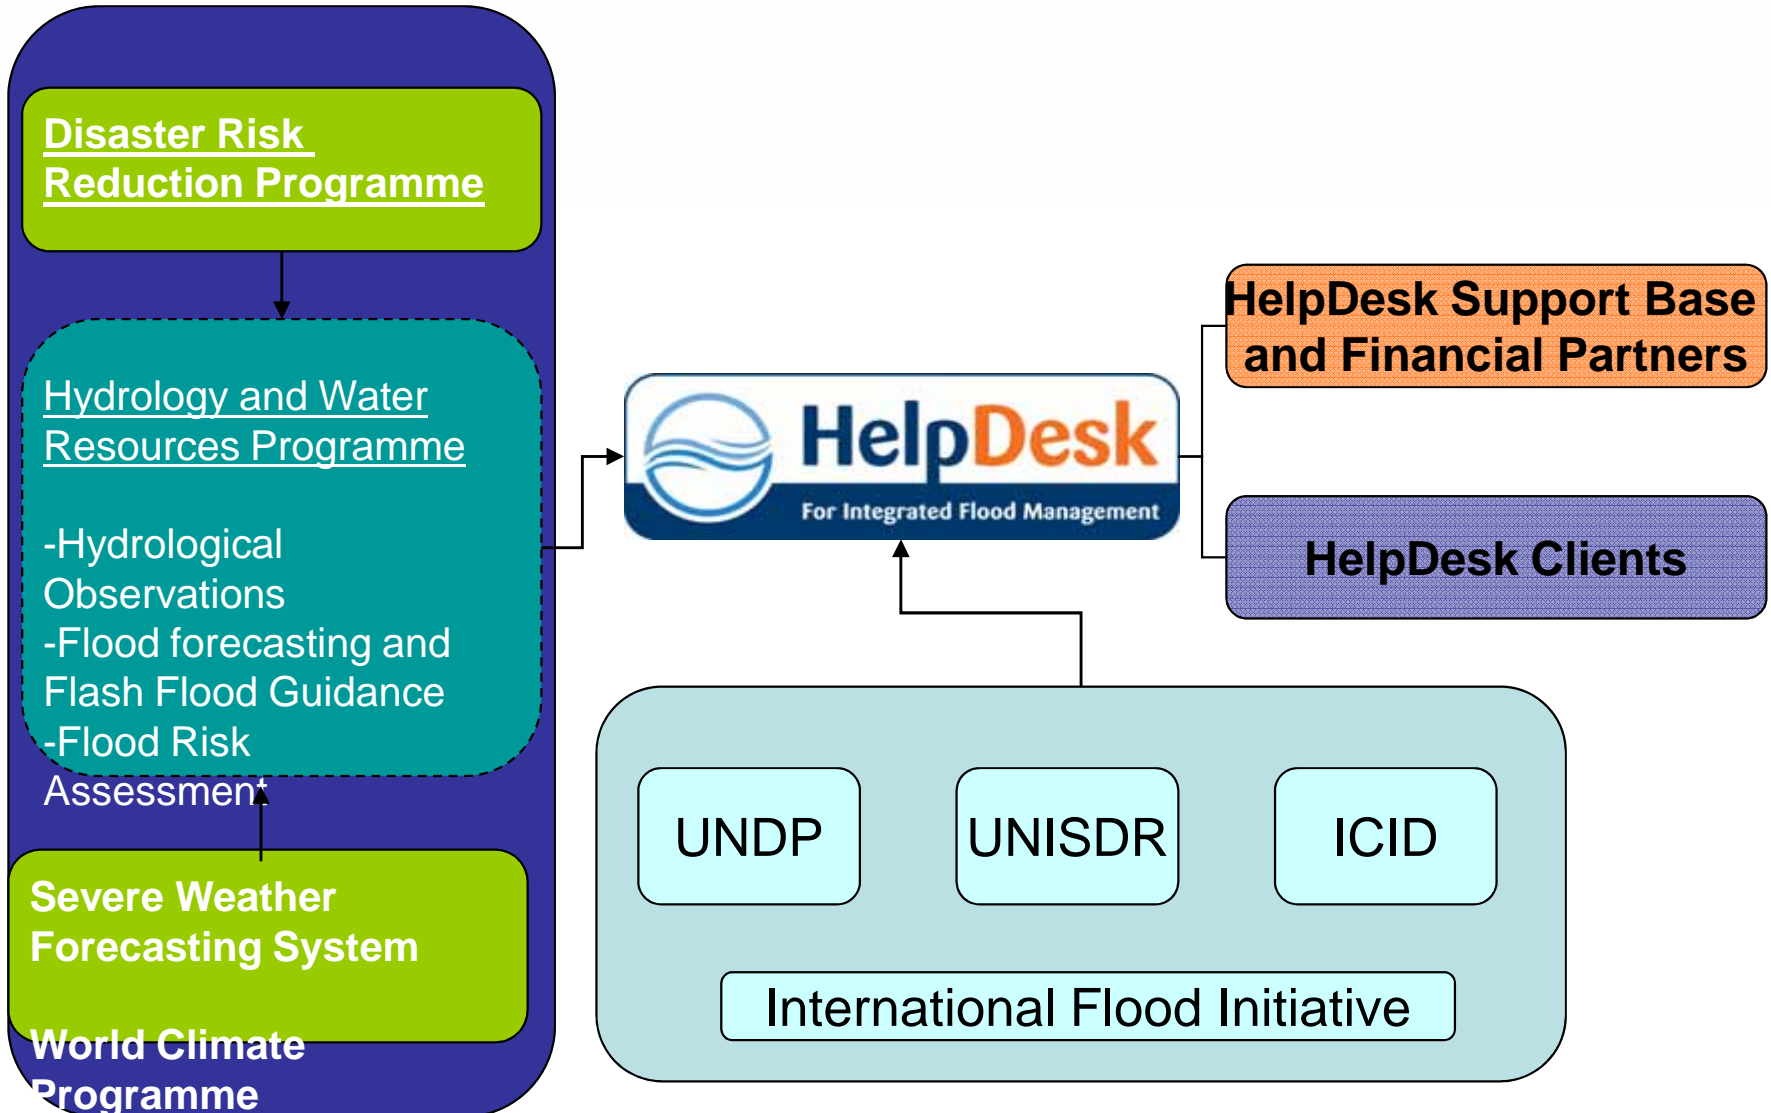 Disaster Risk
Reduction Programme
Hydrology and Water
Resources Programme
-Hydrological
Observations
-Flood forecasting and
Flash Flood Guidance
-Flood Risk
Assessment
Severe Weather
Forecasting System
World Climate
Programme
HelpDesk
For Integrated Flood Management
HelpDesk Support Base
and Financial Partners
HelpDesk Clients
UNDP
UNISDR
ICID
International Flood Initiative